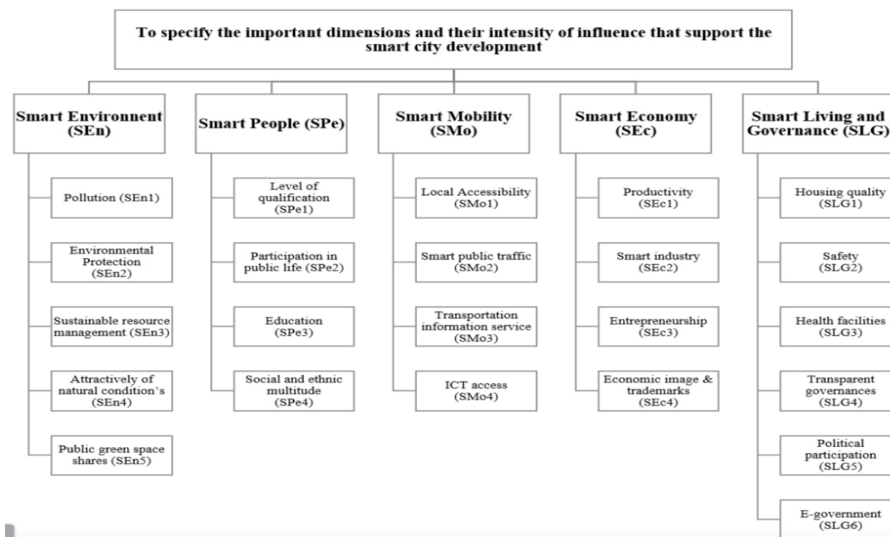 To specify the important dimensions and their intensity of influence that support the
smart city development
Smart Environment
(SEn)
Pollution (SEn1)
Environmental
Protection
(SEn2)
Sustainable resource
management (SEn3)
Attractively of
natural condition's
(SEn4)
Public green space
shares (SEn5)
Smart People (SPe)
Level of
qualification
(SPe1)
Participation in
public life (SPe2)
Education
(SPe3)
Social and ethnic
multitude
(SPe4)
Smart Mobility
(SMo)
Local Accessibility
(SMo1)
Smart public traffic
(SMo2)
Transportation
information service
(SMo3)
ICT access
(SMo4)
Smart Economy
(SEc)
Productivity
(SEc1)
Smart industry
(SEc2)
Entrepreneurship
(SEc3)
Economic image &
trademarks
(SEc4)
Smart Living and
Governance (SLG)
Housing quality
(SLG1)
Safety
(SLG2)
Health facilities
(SLG3)
Transparent
governances
(SLG4)
Political
participation
(SLG5)
E-government
(SLG6)